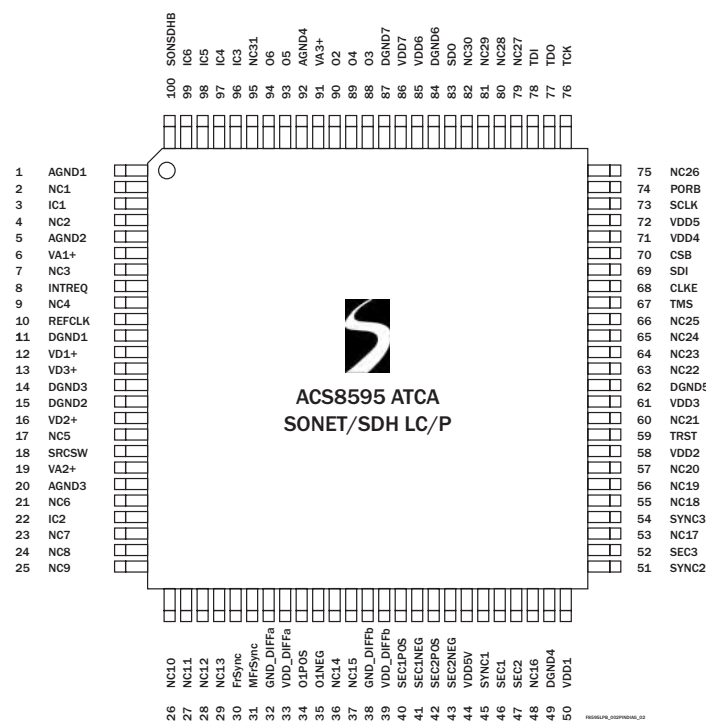 100 SONSDHB
99 IC6
98 IC5
97 IC4
96 IC3
95 NC31
94 O6
93 O5
92 AGND4
91 VA3+
90 O2
89 O4
88 O3
87 DGND7
86 VDD7
85 VDD6
84 DGND6
83 SDO
82 NC30
81 NC29
80 NC28
79 NC27
78 TDI
77 TDO
76 TCK
1 AGND1
2 NC1
3 IC1
4 NC2
5 AGND2
6 VA1+
7 NC3
8 INTREQ
9 NC4
10 REFCLK
11 DGND1
12 VD1+
13 VD3+
14 DGND3
15 DGND2
16 VD2+
17 NC5
18 SRCSW
19 VA2+
20 AGND3
21 NC6
22 IC2
23 NC7
24 NC8
25 NC9
ACS8595 ATCA
SONET/SDH LC/P
75 NC26
74 PORB
73 SCLK
72 VDD5
71 VDD4
70 CSB
69 SDI
68 CLKE
67 TMS
66 NC25
65 NC24
64 NC23
63 NC22
62 DGND5
61 VDD3
60 NC21
59 TRST
58 VDD2
57 NC20
56 NC19
55 NC18
54 SYNC3
53 NC17
52 SEC3
51 SYNC2
26 NC10
27 NC11
28 NC12
29 NC13
30 FrSync
31 MFrSync
32 GND_DIFFa
33 VDD_DIFFa
34 O1POS
35 O1NEG
36 NC14
37 NC15
38 GND_DIFFb
39 VDD_DIFFb
40 SEC1POS
41 SEC1NEG
42 SEC2POS
43 SEC2NEG
44 VDD5V
45 SYNC1
46 SEC1
47 SEC2
48 NC16
49 DGND4
50 VDD1